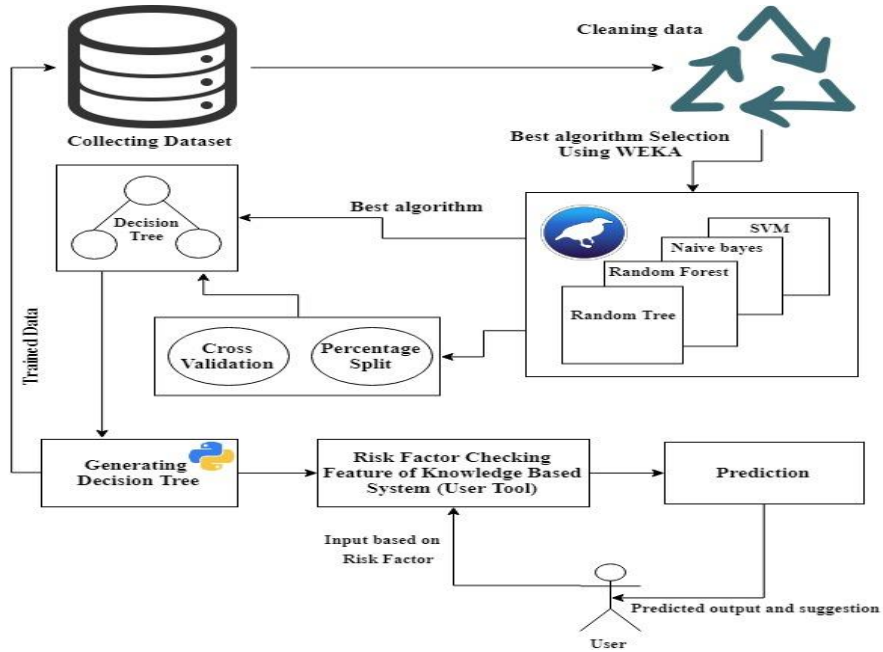 Cleaning data
Collecting Dataset
Best algorithm Selection
Using WEKA
Best algorithm
Decision
Tree
SVM
Naive bayes
Random Forest
Random Tree
Cross
Validation
Percentage
Split
Trained Data
Generating
Decision Tree
Risk Factor Checking
Feature of Knowledge Based
System (User Tool)
Prediction
Input based on
Risk Factor
Predicted output and suggestion
User